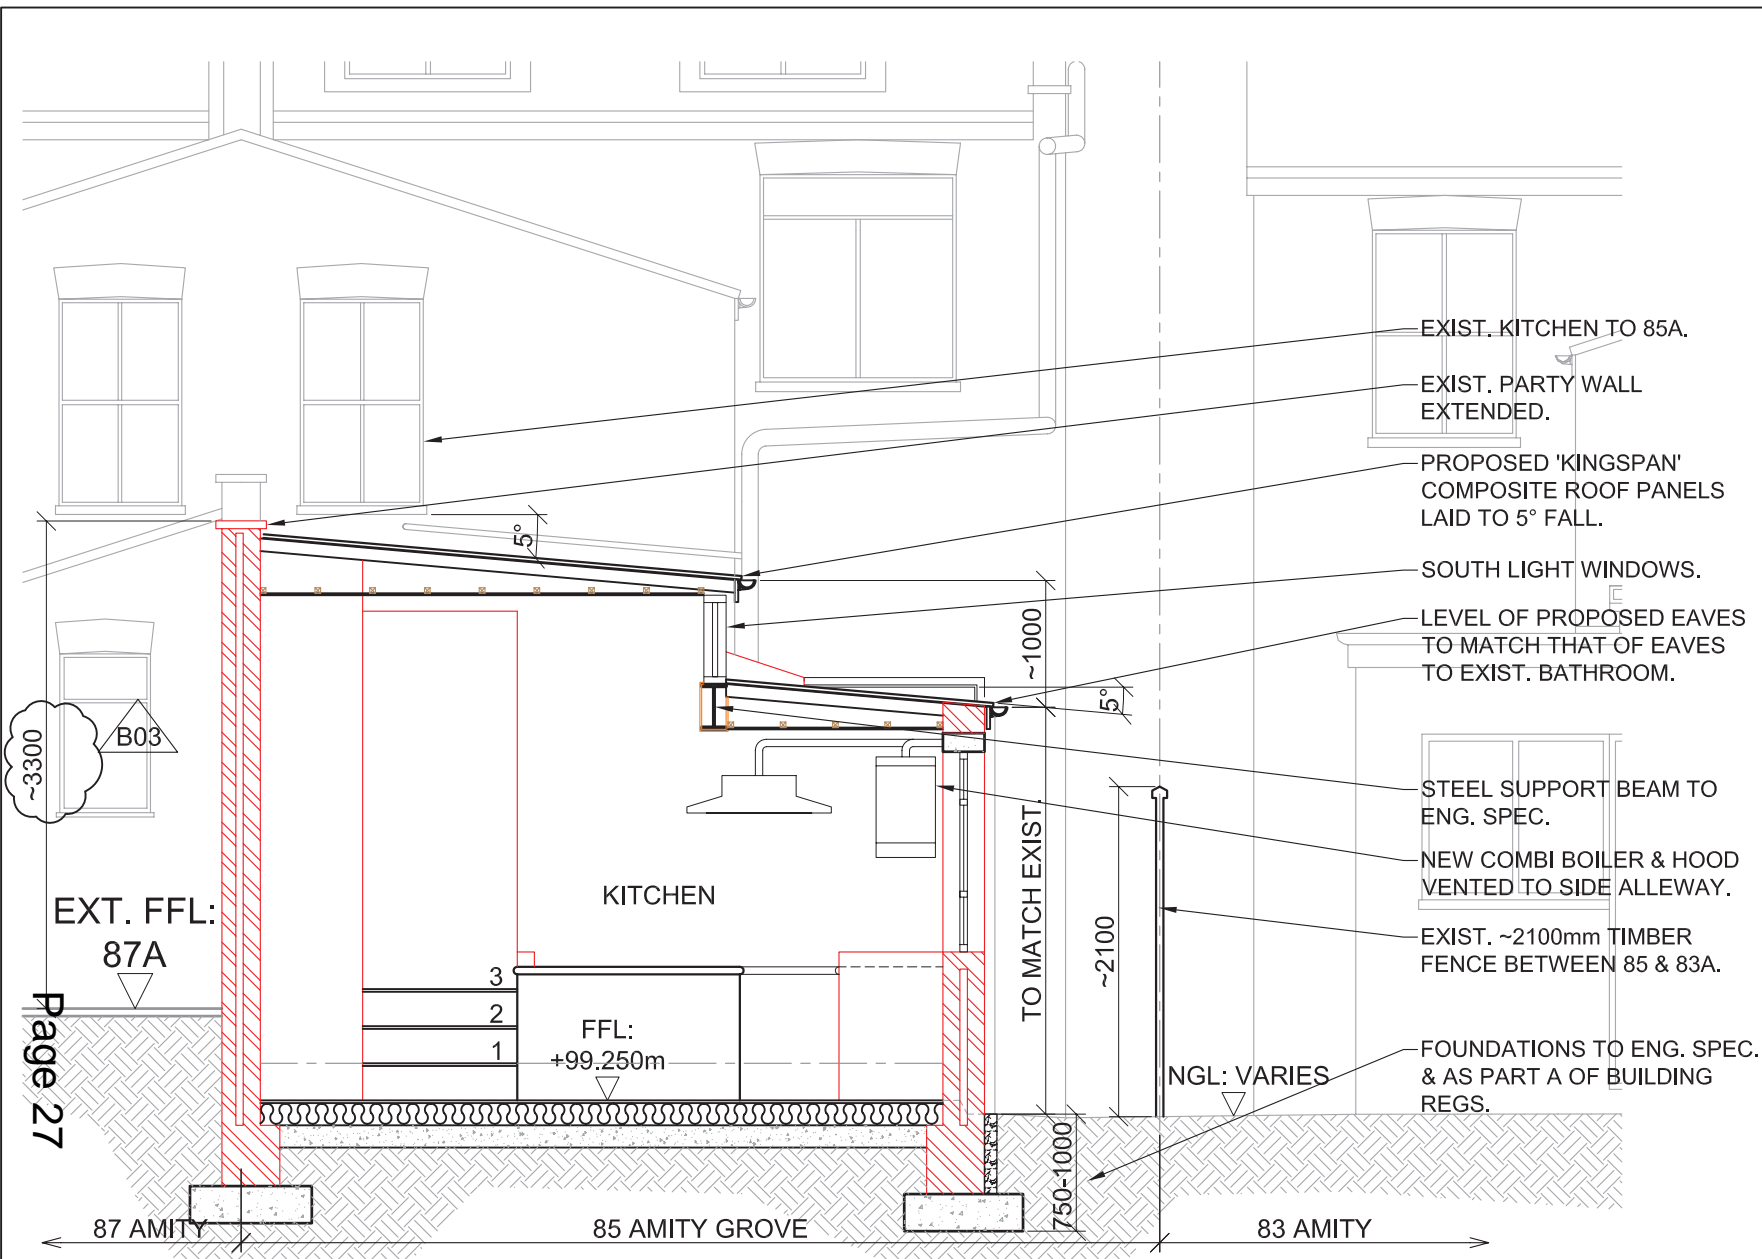 EXIST. KITCHEN TO 85A.
EXIST. PARTY WALL
EXTENDED.
PROPOSED 'KINGSPAN'
COMPOSITE ROOF PANELS
LAID TO 5° FALL.
SOUTH LIGHT WINDOWS.
LEVEL OF PROPOSED EAVES
TO MATCH THAT OF EAVES
TO EXIST. BATHROOM.
STEEL SUPPORT BEAM TO
ENG. SPEC.
NEW COMBI BOILER & HOOD
VENTED TO SIDE ALLEWAY.
EXIST. ~2100mm TIMBER
FENCE BETWEEN 85 & 83A.
FOUNDATIONS TO ENG. SPEC.
& AS PART A OF BUILDING
REGS.
5°
5°
~1000
TO MATCH EXIST.
~2100
750-1000
~3300
B03
EXT. FFL:
87A
KITCHEN
3
2
1
FFL:
+99.250m
NGL: VARIES
Page 27
87 AMITY
85 AMITY GROVE
83 AMITY